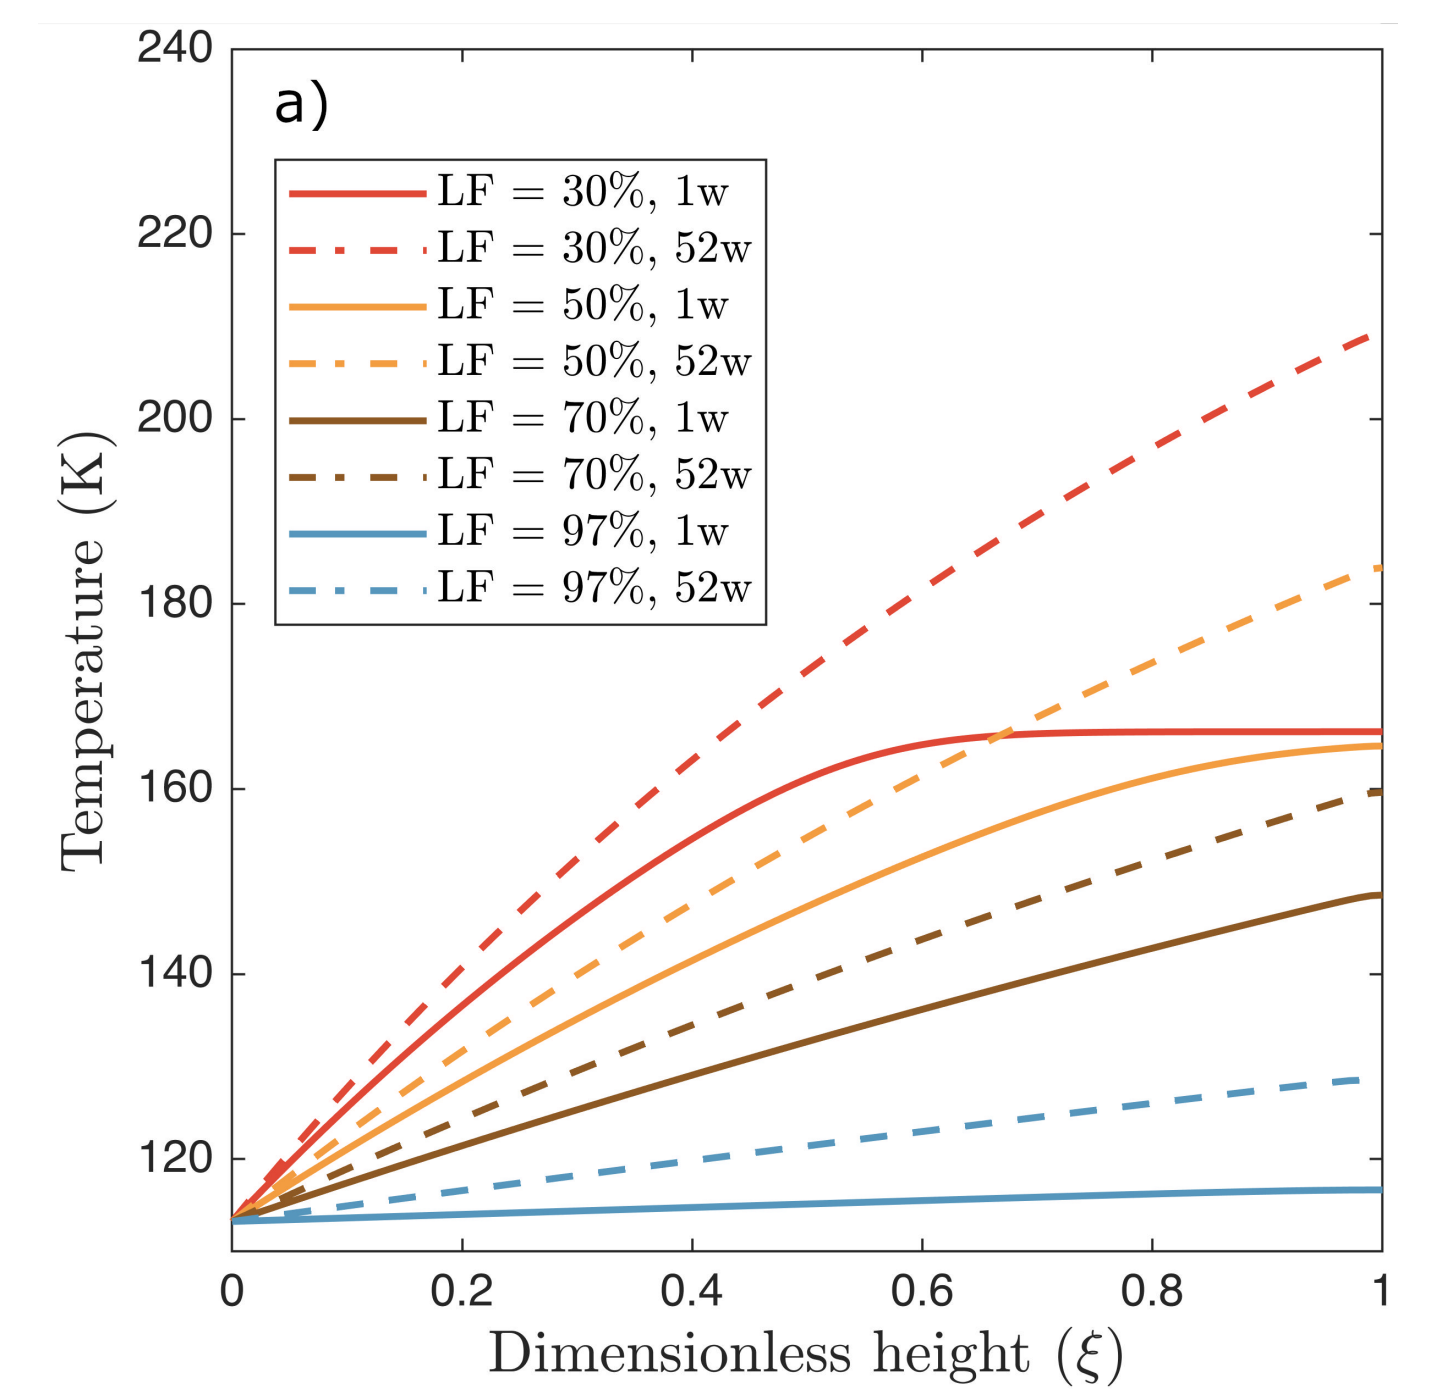 a)
LF = 30%, 1w
LF = 30%, 52w
LF = 50%, 1w
LF = 50%, 52w
LF = 70%, 1w
LF = 70%, 52w
LF = 97%, 1w
LF = 97%, 52w
Temperature (K)
240
220
200
180
160
140
120
0 0.2 0.4 0.6 0.8 1
Dimensionless height (ξ)